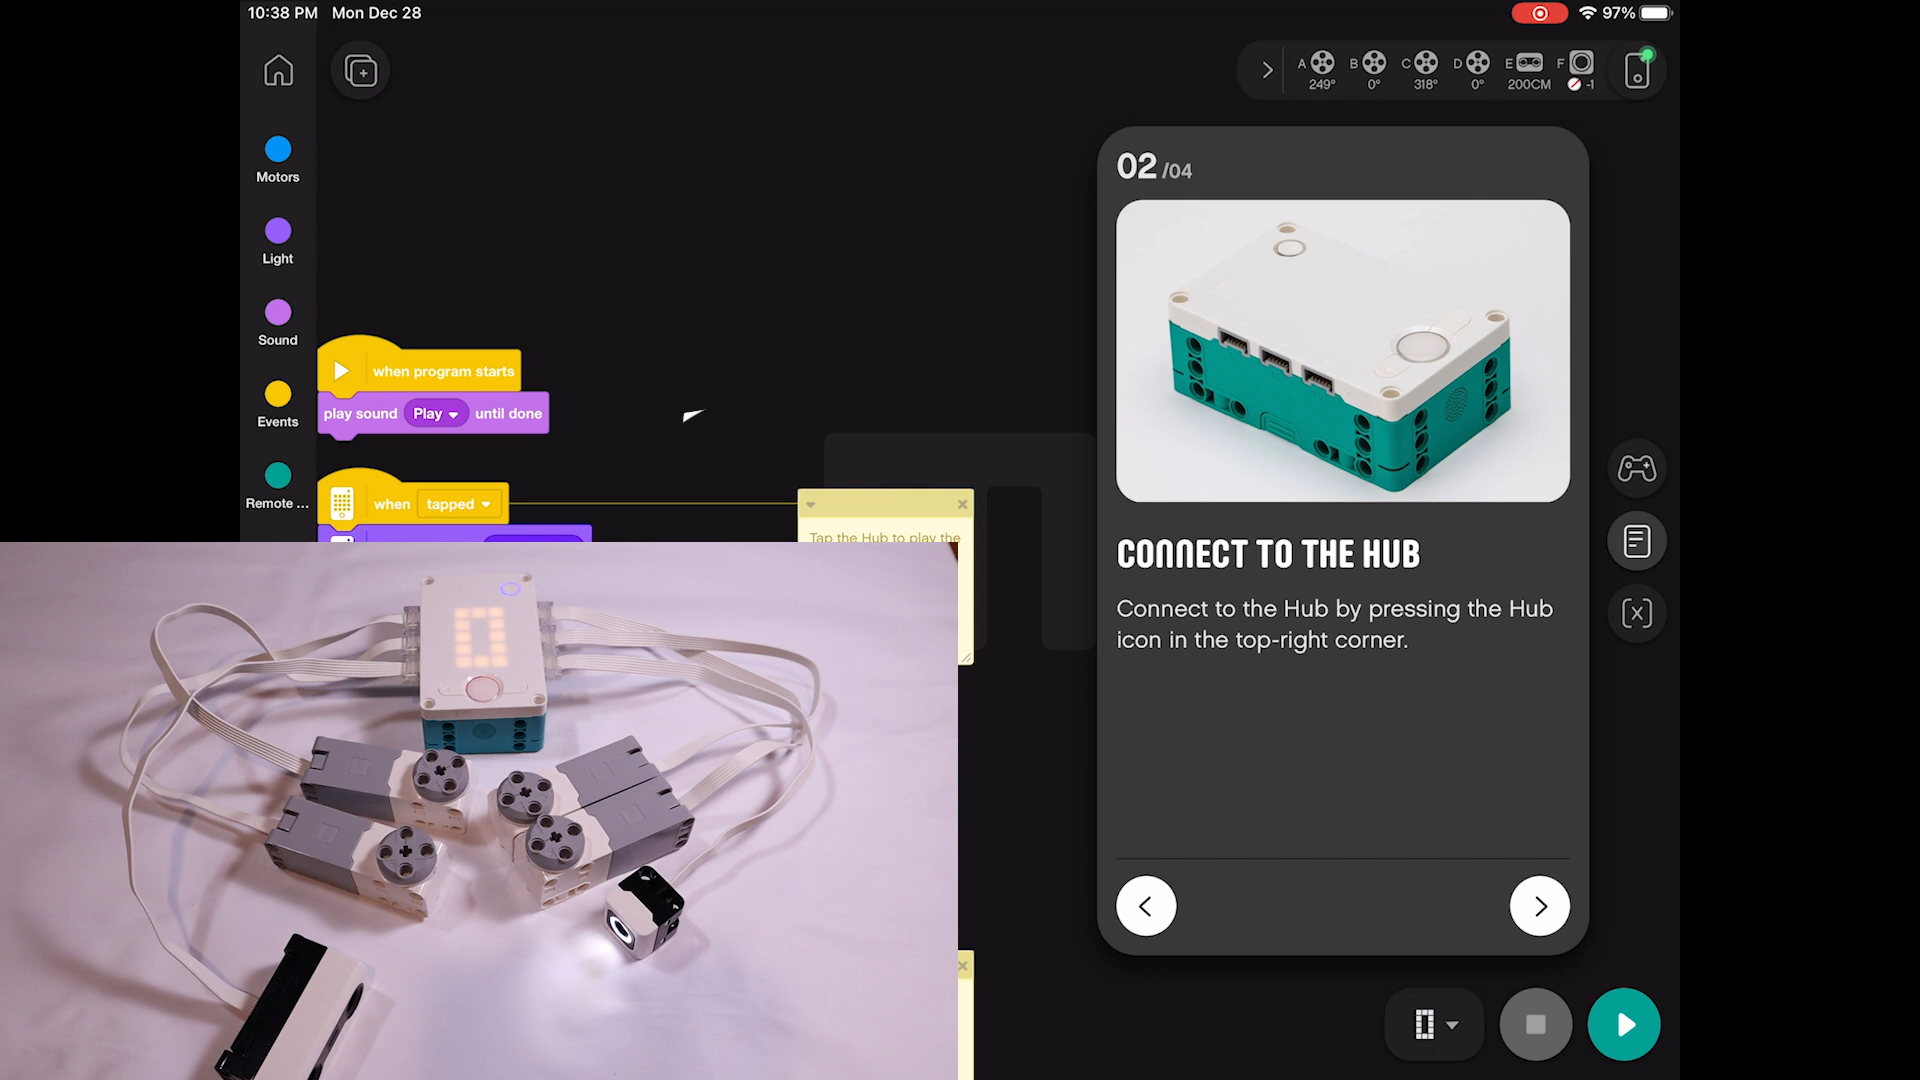 10:38 PM Mon Dec 28
97%
A B C D E F
249° 0° 318° 0° 200CM -1
Motors
Light
Sound
Events
Remote ...
when program starts
play sound Play until done
when tapped
Tap the Hub to play the
02 /04
CONNECT TO THE HUB
Connect to the Hub by pressing the Hub
icon in the top-right corner.